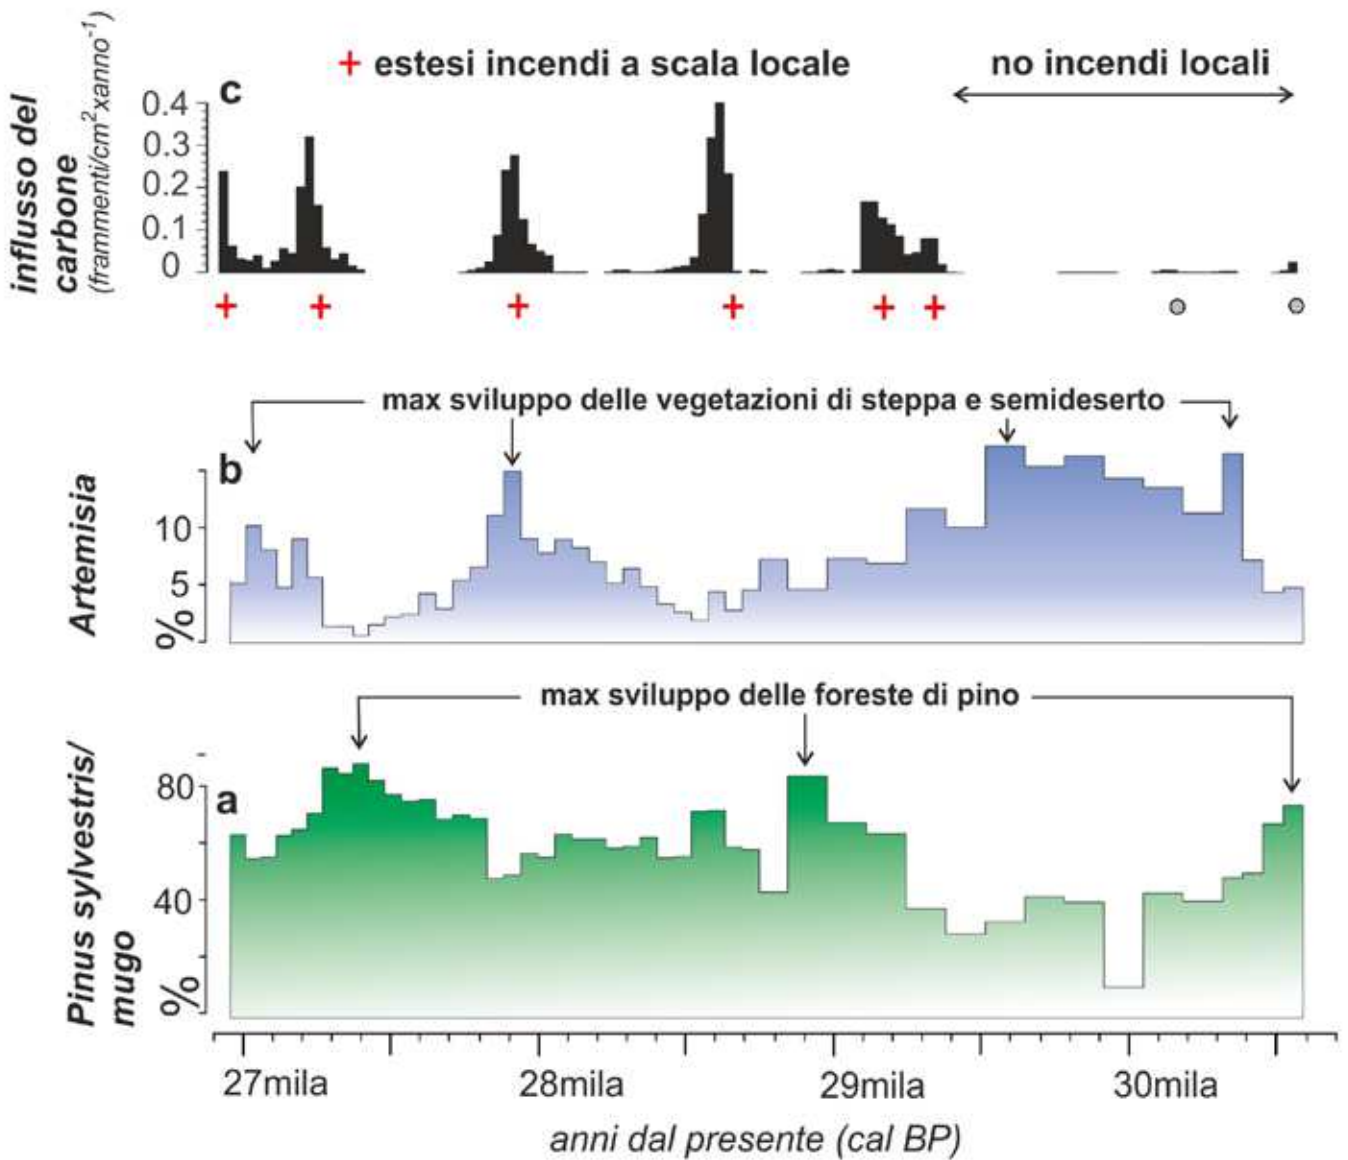 + estesi incendi a scala locale
no incendi locali
c
influsso del
carbone
(frammenti/cm²xanno⁻¹)
0.4
0.3
0.2
0.1
0
max sviluppo delle vegetazioni di steppa e semideserto
b
Artemisia
10
5
%
max sviluppo delle foreste di pino
a
Pinus sylvestris/
mugo
80
40
%
27mila 28mila 29mila 30mila
anni dal presente (cal BP)